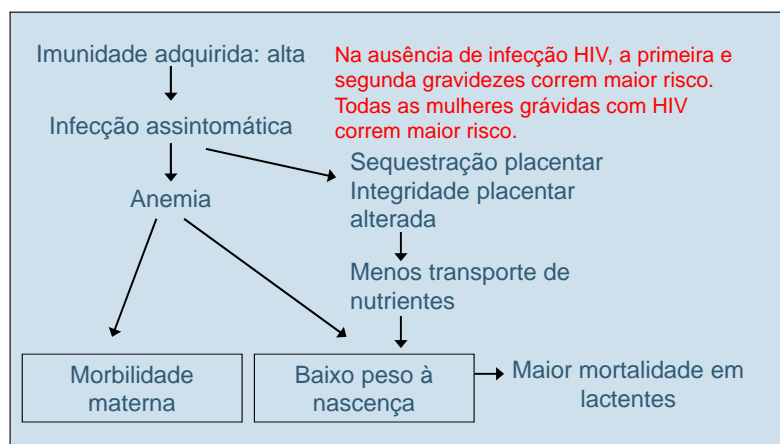 Imunidade adquirida: alta
Na ausência de infecção HIV, a primeira e
segunda gravidezes correm maior risco.
Todas as mulheres grávidas com HIV
correm maior risco.
Infecção assintomática
Sequestração placentar
Integridade placentar
alterada
Anemia
Menos transporte de
nutrientes
Morbilidade
materna
Baixo peso à
nascença
Maior mortalidade em
lactentes